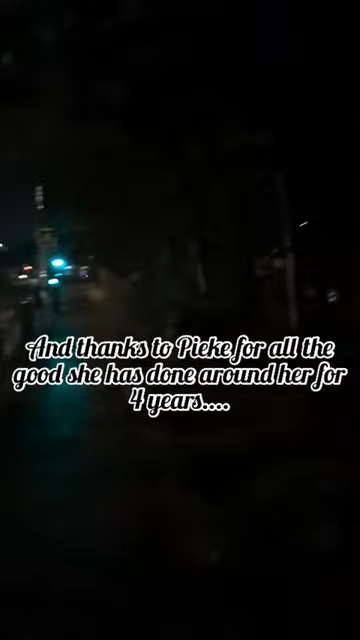 And thanks to Pieke for all the
good she has done around her for
4 years....